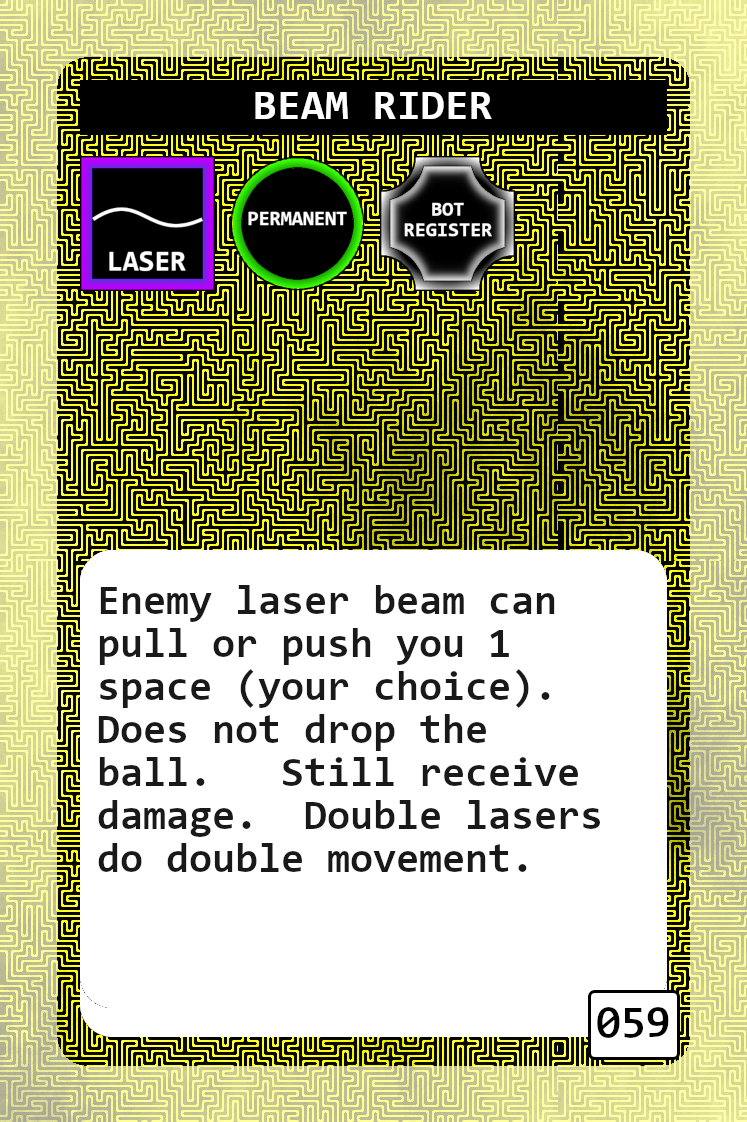 BEAM RIDER
LASER
PERMANENT
BOT
REGISTER
Enemy laser beam can
pull or push you 1
space (your choice).
Does not drop the
ball.   Still receive
damage.  Double lasers
do double movement.
059